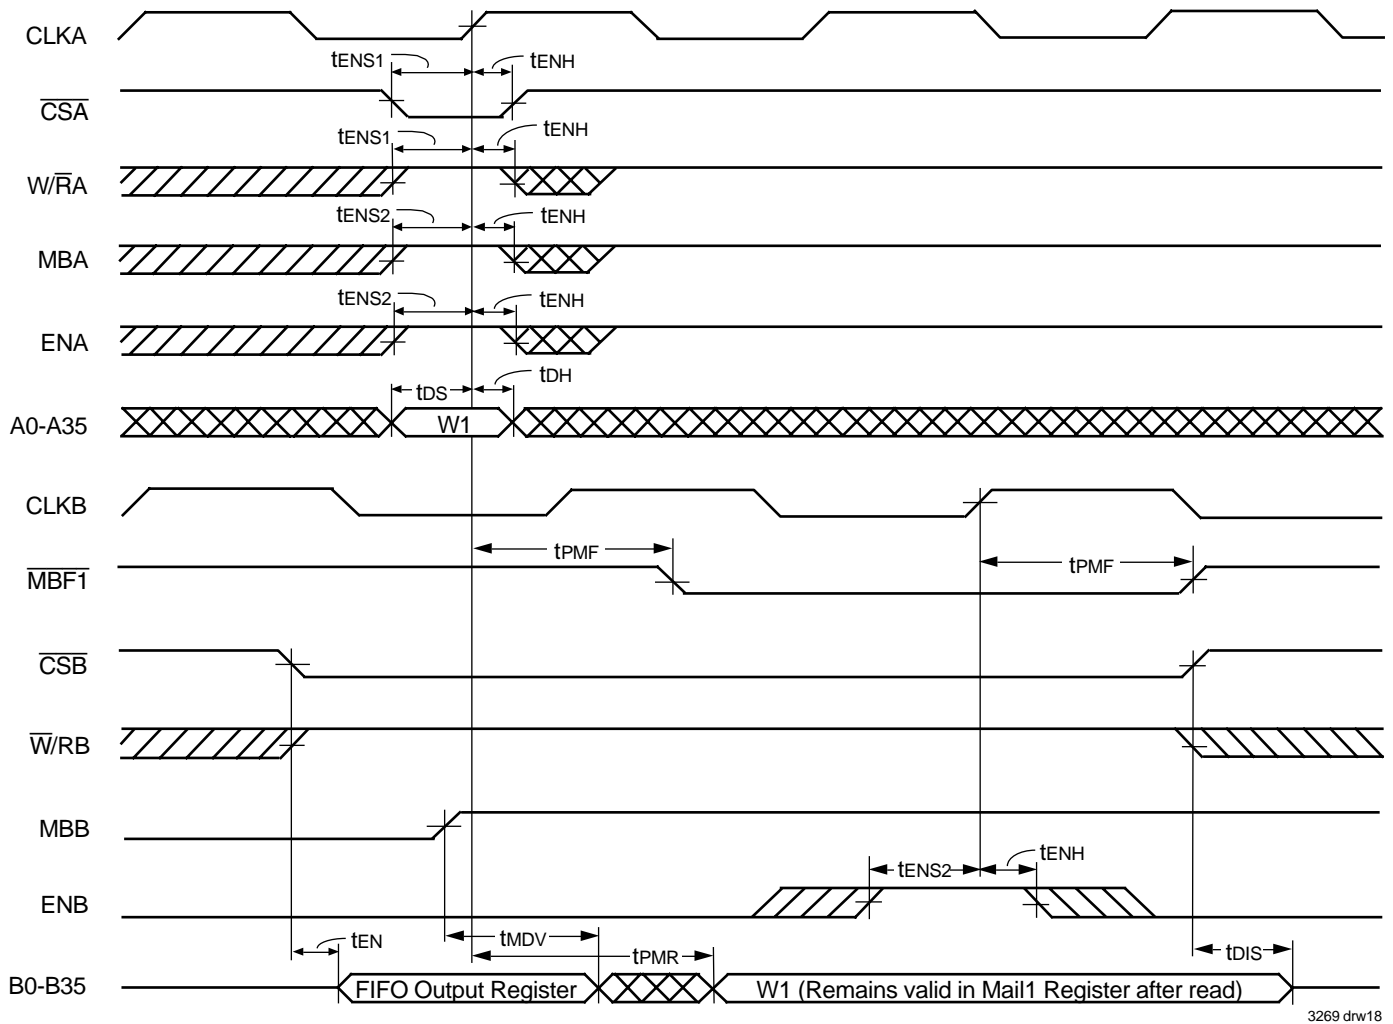 CLKA
tENS1
tENH
CSA
tENS1
tENH
W/RA
tENS2
tENH
MBA
tENS2
tENH
ENA
tDS
tDH
A0-A35
W1
CLKB
tPMF
tPMF
MBF1
CSB
W/RB
MBB
tENS2
tENH
ENB
tEN
tMDV
tPMR
tDIS
B0-B35
FIFO Output Register
W1 (Remains valid in Mail1 Register after read)
3269 drw18